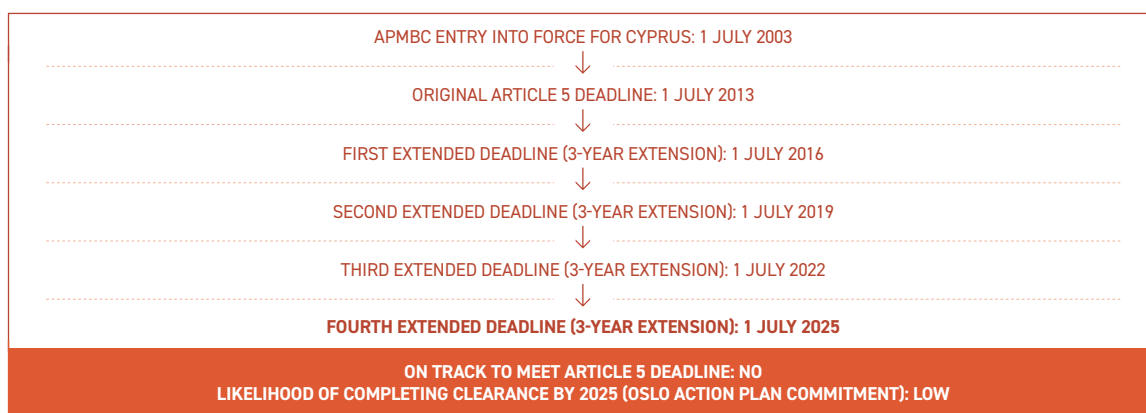 APMBC ENTRY INTO FORCE FOR CYPRUS: 1 JULY 2003
ORIGINAL ARTICLE 5 DEADLINE: 1 JULY 2013
FIRST EXTENDED DEADLINE (3-YEAR EXTENSION): 1 JULY 2016
SECOND EXTENDED DEADLINE (3-YEAR EXTENSION): 1 JULY 2019
THIRD EXTENDED DEADLINE (3-YEAR EXTENSION): 1 JULY 2022
FOURTH EXTENDED DEADLINE (3-YEAR EXTENSION): 1 JULY 2025
ON TRACK TO MEET ARTICLE 5 DEADLINE: NO
LIKELIHOOD OF COMPLETING CLEARANCE BY 2025 (OSLO ACTION PLAN COMMITMENT): LOW